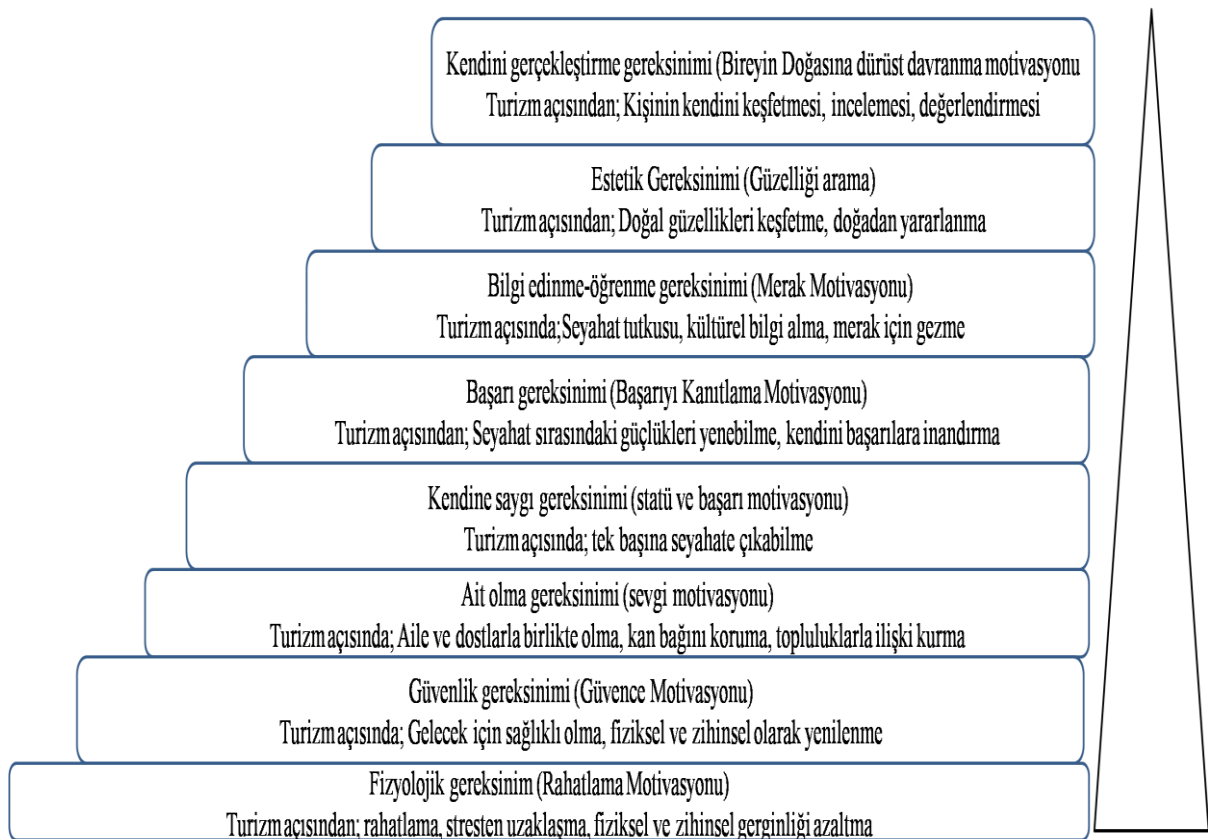 Kendini gerçekleştirme gereksinimi (Bireyin Doğasına dürüst davranma motivasyonu
Turizm açısından; Kişinin kendini keşfetmesi, incelemesi, değerlendirmesi
Estetik Gereksinimi (Güzelliği arama)
Turizm açısından; Doğal güzellikleri keşfetme, doğadan yararlanma
Bilgi edinme-öğrenme gereksinimi (Merak Motivasyonu)
Turizm açısında;Seyahat tutkusu, kültürel bilgi alma, merak için gezme
Başarı gereksinimi (Başarıyı Kanıtlama Motivasyonu)
Turizm açısından; Seyahat sırasındaki güçlükleri yenebilme, kendini başarılara inandırma
Kendine saygı gereksinimi (statü ve başarı motivasyonu)
Turizm açısında; tek başına seyahate çıkabilme
Ait olma gereksinimi (sevgi motivasyonu)
Turizm açısında; Aile ve dostlarla birlikte olma, kan bağını koruma, topluluklarla ilişki kurma
Güvenlik gereksinimi (Güvence Motivasyonu)
Turizm açısında; Gelecek için sağlıklı olma, fiziksel ve zihinsel olarak yenilenme
Fizyolojik gereksinim (Rahatlama Motivasyonu)
Turizm açısından; rahatlama, stresten uzaklaşma, fiziksel ve zihinsel gerginliği azaltma